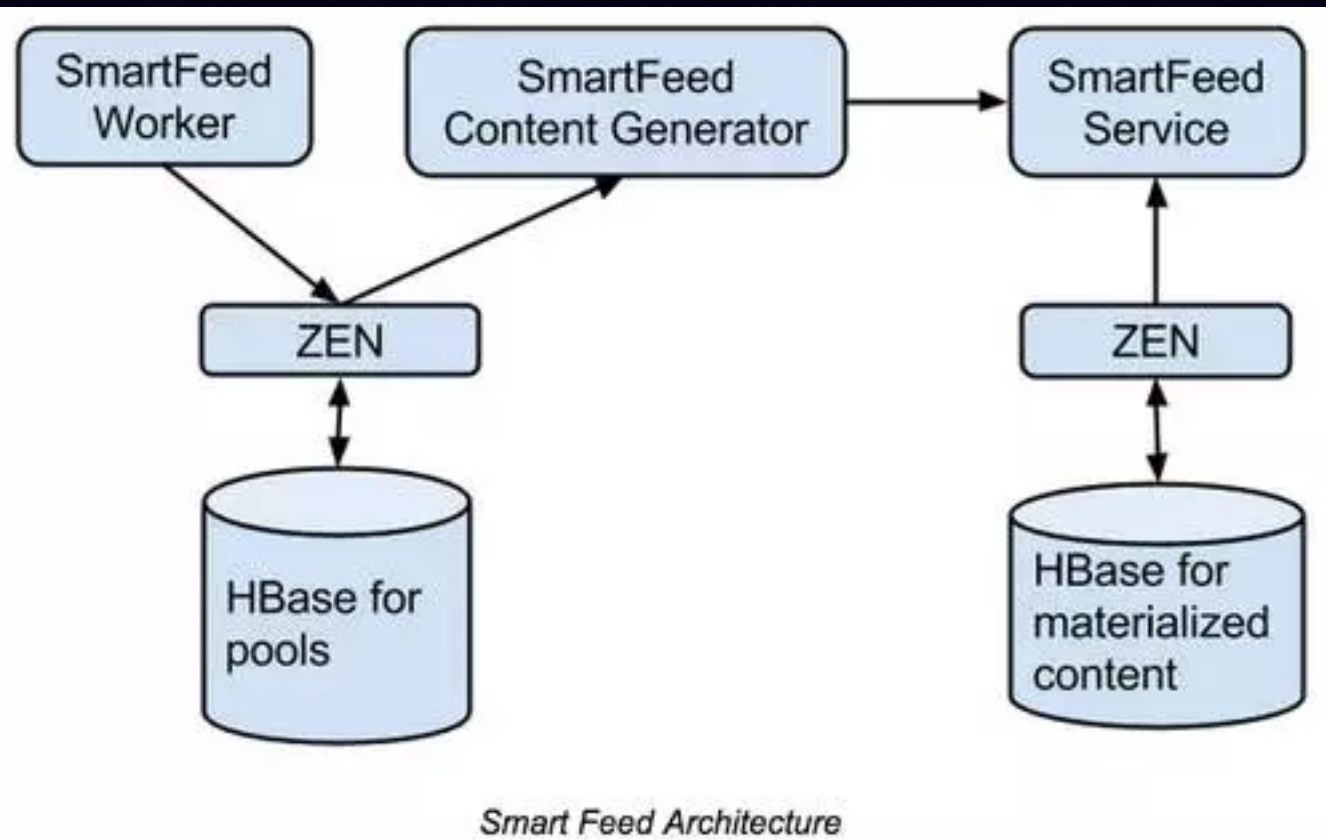 SmartFeed
Worker
SmartFeed
Content Generator
SmartFeed
Service
ZEN
ZEN
HBase for
pools
HBase for
materialized
content
Smart Feed Architecture